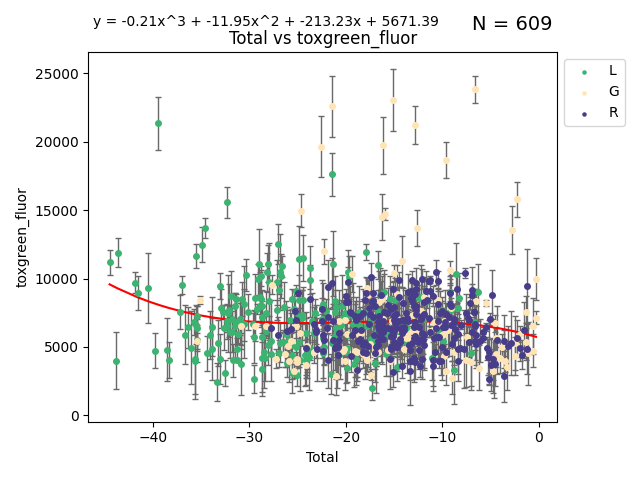 y = -0.21x^3 + -11.95x^2 + -213.23x + 5671.39
N = 609
Total vs toxgreen_fluor
25000
20000
15000
10000
5000
0
toxgreen_fluor
−40
−30
−20
−10
0
Total
L
G
R